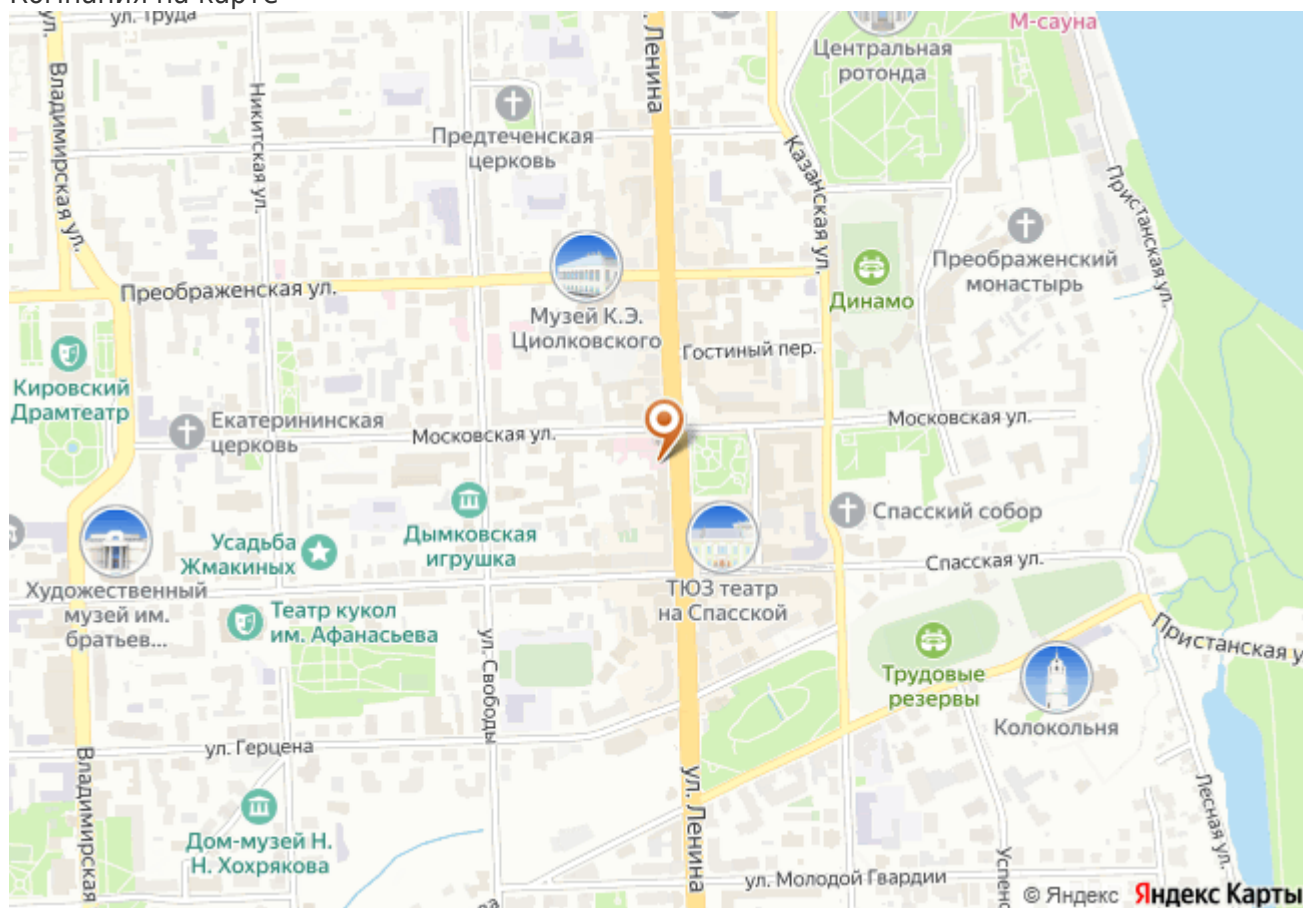 Компания на карте
ул. Труда
ул.
Ленина
М-сауна
Центральная
ротонда
Владимирская ул.
Никитская ул.
Предтеченская
церковь
Казанская ул.
Пристанская ул.
Преображенский
монастырь
Преображенская ул.
Динамо
Музей К.Э.
Циолковского
Гостиный пер.
Кировский
Драмтеатр
Екатерининская
церковь
Московская ул.
Московская ул.
Дымковская
игрушка
Спасский собор
Усадьба
Жмакиных
Спасская ул.
Художественный
музей им.
братьев...
Театр кукол
им. Афанасьева
ТЮЗ театр
на Спасской
ул. Свободы
Трудовые
резервы
Пристанская у
Колокольня
ул. Герцена
Владимирская
ул. Ленина
Лесная ул.
Дом-музей Н.
Н. Хохрякова
ул. Молодой Гвардии
Успенс
© Яндекс Яндекс Карты